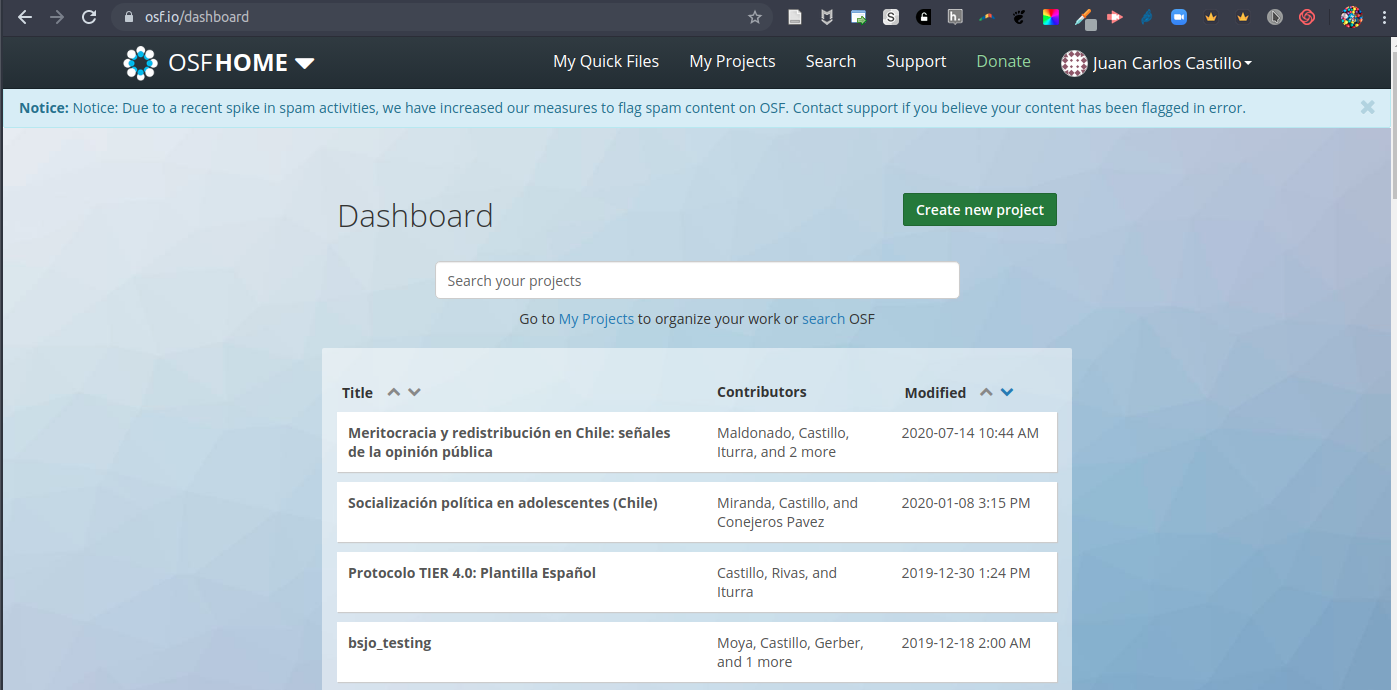 osf.io/dashboard
S
h.
OSFHOME
My Quick Files My Projects Search Support Donate Juan Carlos Castillo
Notice: Notice: Due to a recent spike in spam activities, we have increased our measures to flag spam content on OSF. Contact support if you believe your content has been flagged in error.
Dashboard
Create new project
Search your projects
Go to My Projects to organize your work or search OSF
Title Contributors Modified
Meritocracia y redistribución en Chile: señales
de la opinión pública
Maldonado, Castillo,
Iturra, and 2 more
2020-07-14 10:44 AM
Socialización política en adolescentes (Chile)
Miranda, Castillo, and
Conejeros Pavez
2020-01-08 3:15 PM
Protocolo TIER 4.0: Plantilla Español
Castillo, Rivas, and
Iturra
2019-12-30 1:24 PM
bsjo_testing
Moya, Castillo, Gerber,
and 1 more
2019-12-18 2:00 AM